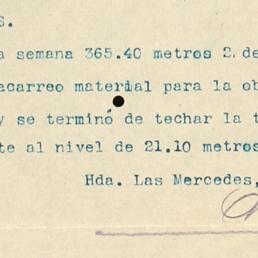 S.
a semana 365.40 metros 2. de
acarreo material para la ob
y se terminó de techar la t
te al nivel de 21.10 metros
Hda. Las Mercedes,